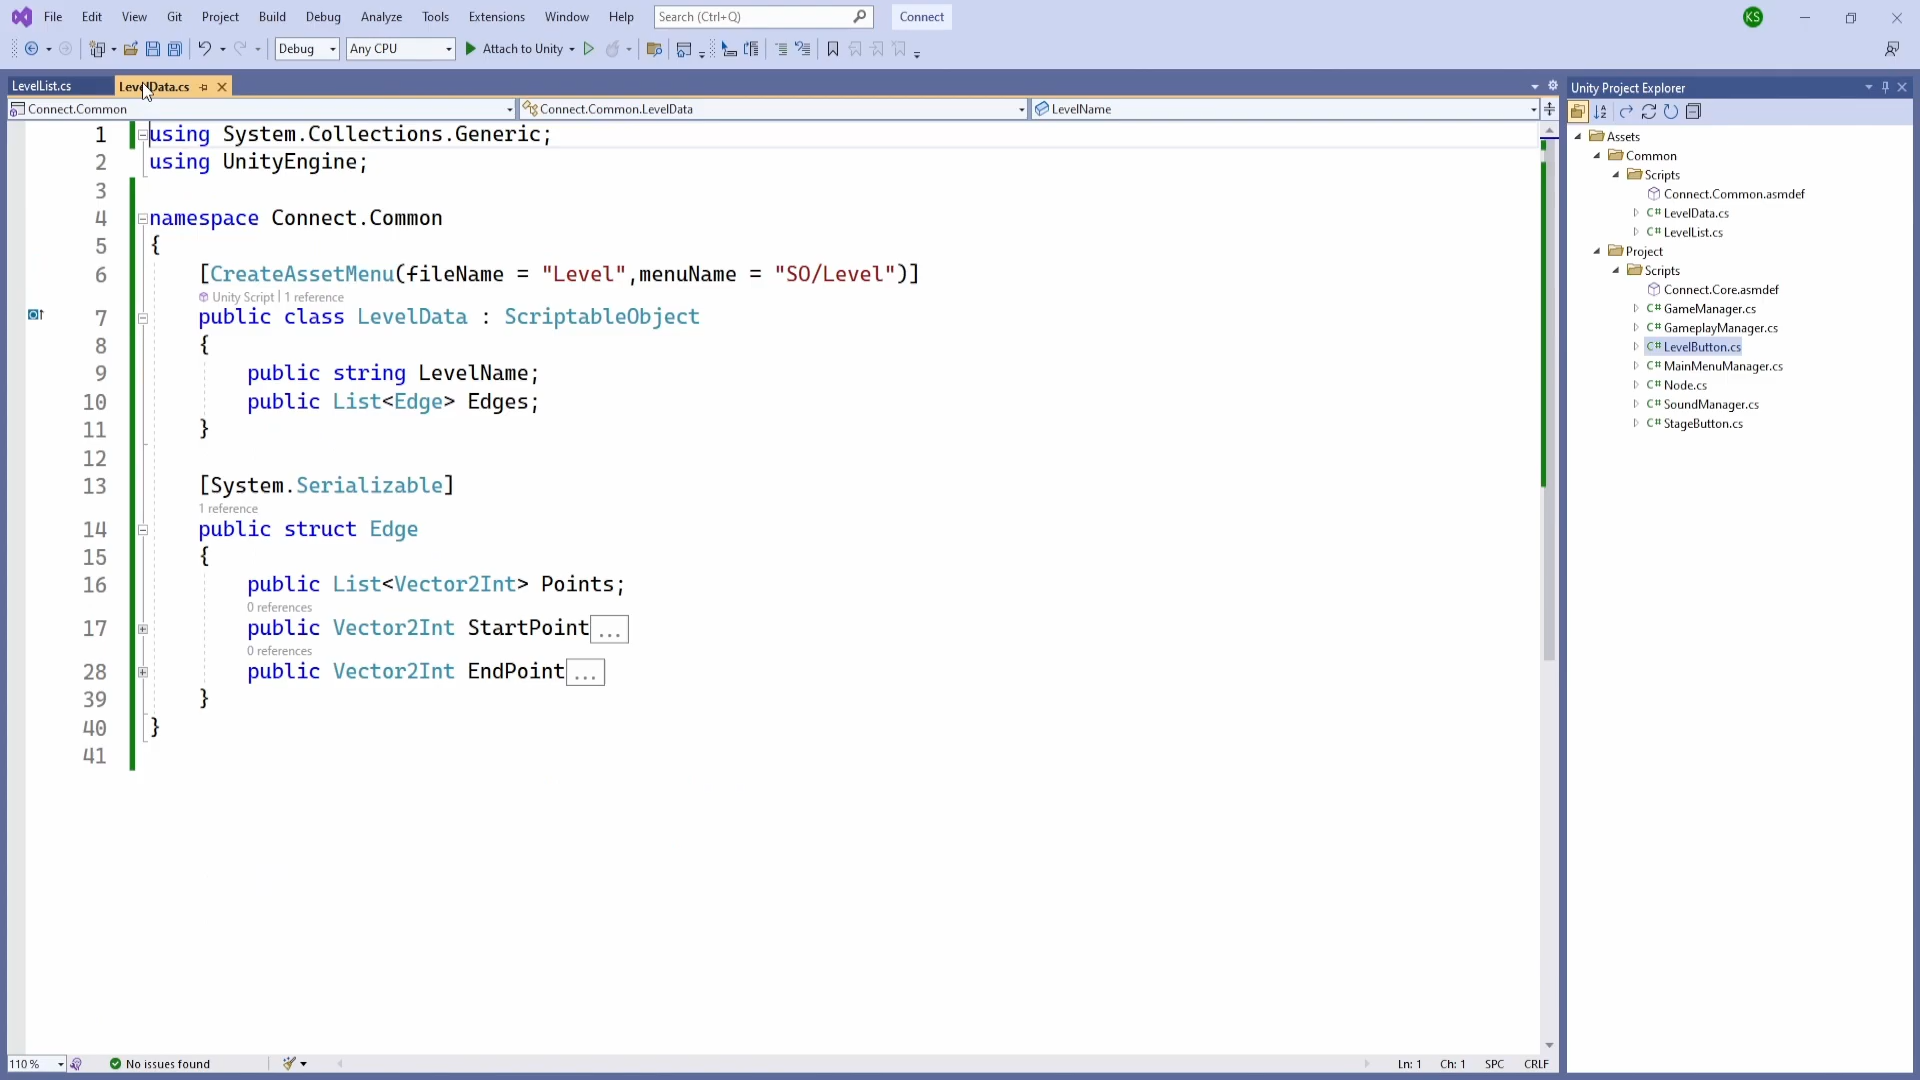 File Edit View Git Project Build Debug Analyze Tools Extensions Window Help Search (Ctrl+Q) Connect KS
Debug Any CPU Attach to Unity
LevelList.cs LevelData.cs
Connect.Common Connect.Common.LevelData LevelName
1 using System.Collections.Generic;
2 using UnityEngine;
3
4 namespace Connect.Common
5 {
6 [CreateAssetMenu(fileName = "Level",menuName = "SO/Level")]
Unity Script | 1 reference
7 public class LevelData : ScriptableObject
8 {
9 public string LevelName;
10 public List<Edge> Edges;
11 }
12
13 [System.Serializable]
1 reference
14 public struct Edge
15 {
16 public List<Vector2Int> Points;
0 references
17 public Vector2Int StartPoint...
0 references
28 public Vector2Int EndPoint...
39 }
40 }
41
110 % No issues found Ln: 1 Ch: 1 SPC CRLF
Unity Project Explorer
Assets
Common
Scripts
Connect.Common.asmdef
C# LevelData.cs
C# LevelList.cs
Project
Scripts
Connect.Core.asmdef
C# GameManager.cs
C# GameplayManager.cs
C# LevelButton.cs
C# MainMenuManager.cs
C# Node.cs
C# SoundManager.cs
C# StageButton.cs